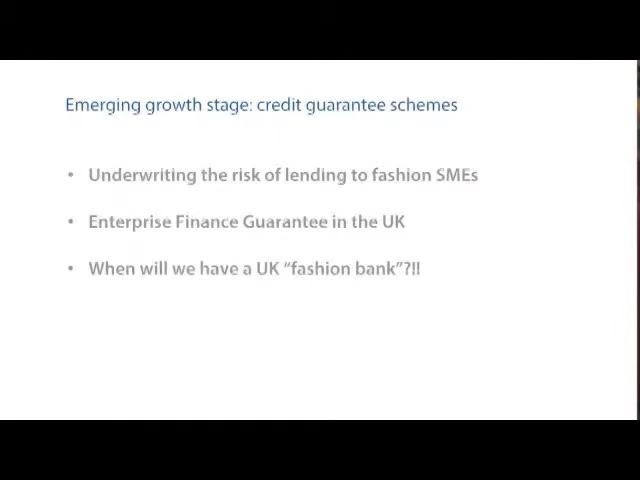 Emerging growth stage: credit guarantee schemes
• Underwriting the risk of lending to fashion SMEs
• Enterprise Finance Guarantee in the UK
• When will we have a UK “fashion bank”?!!